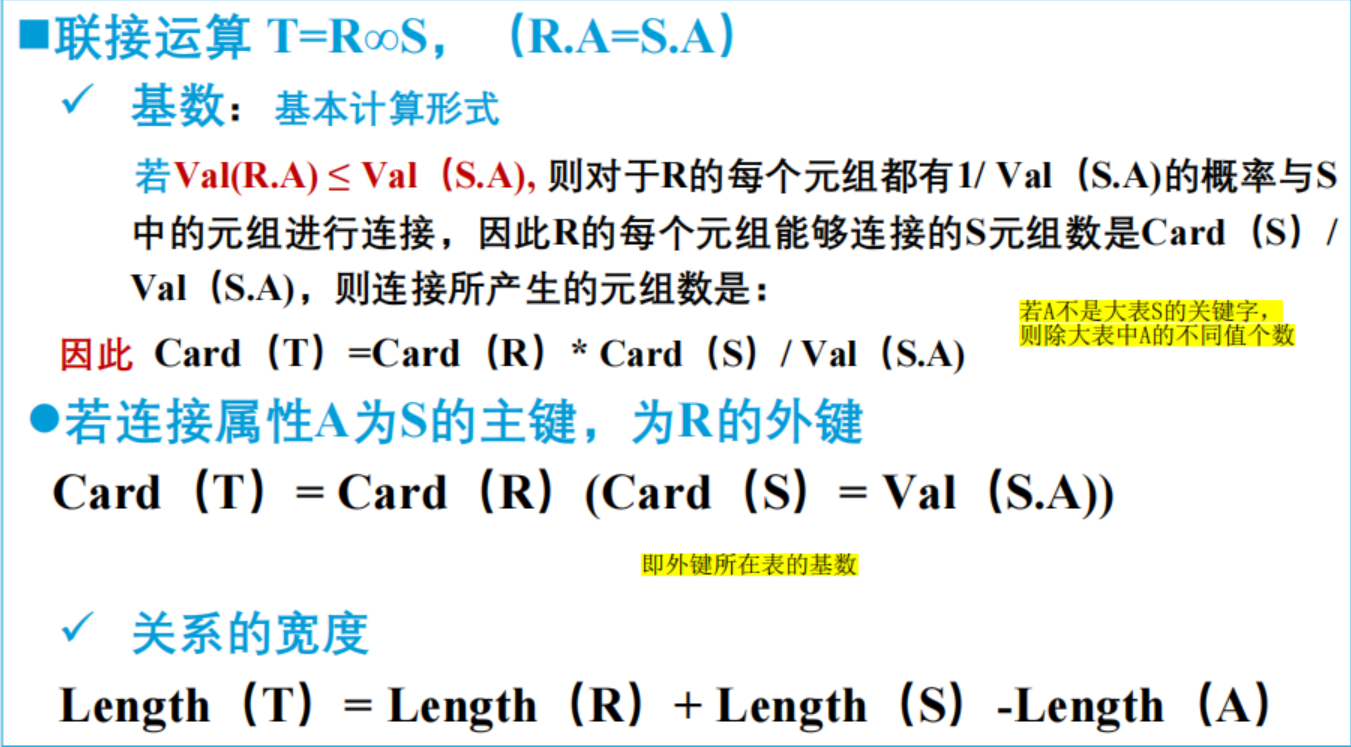 ■联接运算 T=R∞S，（R.A=S.A）
✓ 基数：基本计算形式
若Val(R.A) ≤ Val（S.A), 则对于R的每个元组都有1/ Val（S.A)的概率与S
中的元组进行连接，因此R的每个元组能够连接的S元组数是Card（S）/
Val（S.A)，则连接所产生的元组数是：
若A不是大表S的关键字，
则除大表中A的不同值个数
因此 Card（T）=Card（R）* Card（S）/ Val（S.A)
●若连接属性A为S的主键，为R的外键
Card（T）= Card（R）(Card（S）= Val（S.A))
即外键所在表的基数
✓ 关系的宽度
Length（T）= Length（R）+ Length（S）-Length（A）